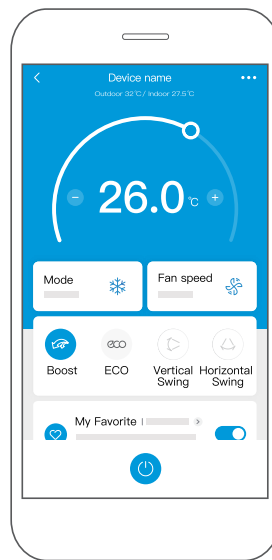 Device name
Outdoor 32℃ / Indoor 27.5℃
26.0℃
Mode
Fan speed
eco
Boost
ECO
Vertical
Swing
Horizontal
Swing
My Favorite